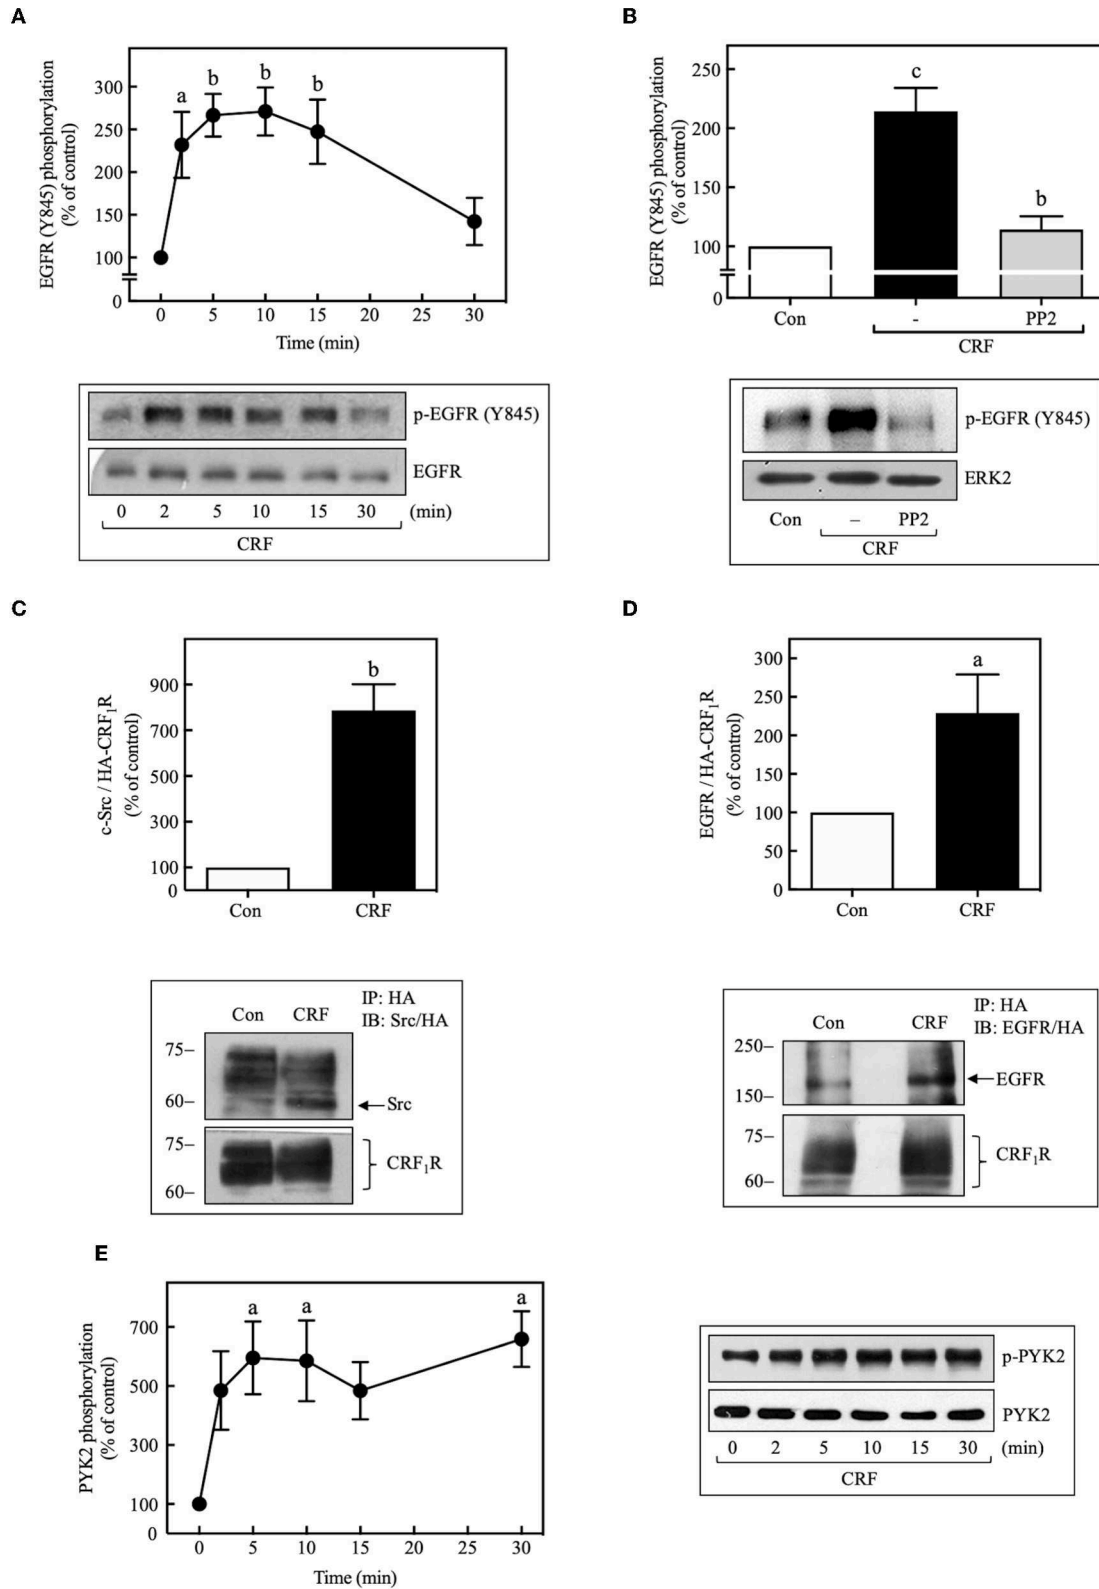 A
EGFR (Y845) phosphorylation
(% of control)
300
250
200
150
100
0
a
b
b
b
0 5 10 15 20 25 30
Time (min)
p-EGFR (Y845)
EGFR
0 2 5 10 15 30 (min)
CRF
B
EGFR (Y845) phosphorylation
(% of control)
250
200
150
100
0
c
b
Con - PP2
CRF
p-EGFR (Y845)
ERK2
Con – PP2
CRF
C
c-Src / HA-CRF₁R
(% of control)
900
700
500
300
100
0
b
Con CRF
IP: HA
IB: Src/HA
Con CRF
75–
60–
Src
75–
60–
CRF₁R
D
EGFR / HA-CRF₁R
(% of control)
300
250
200
150
100
50
0
a
Con CRF
IP: HA
IB: EGFR/HA
Con CRF
250–
150–
EGFR
75–
60–
CRF₁R
E
PYK2 phosphorylation
(% of control)
700
500
300
100
0
a
a
a
0 5 10 15 20 25 30
Time (min)
p-PYK2
PYK2
0 2 5 10 15 30 (min)
CRF